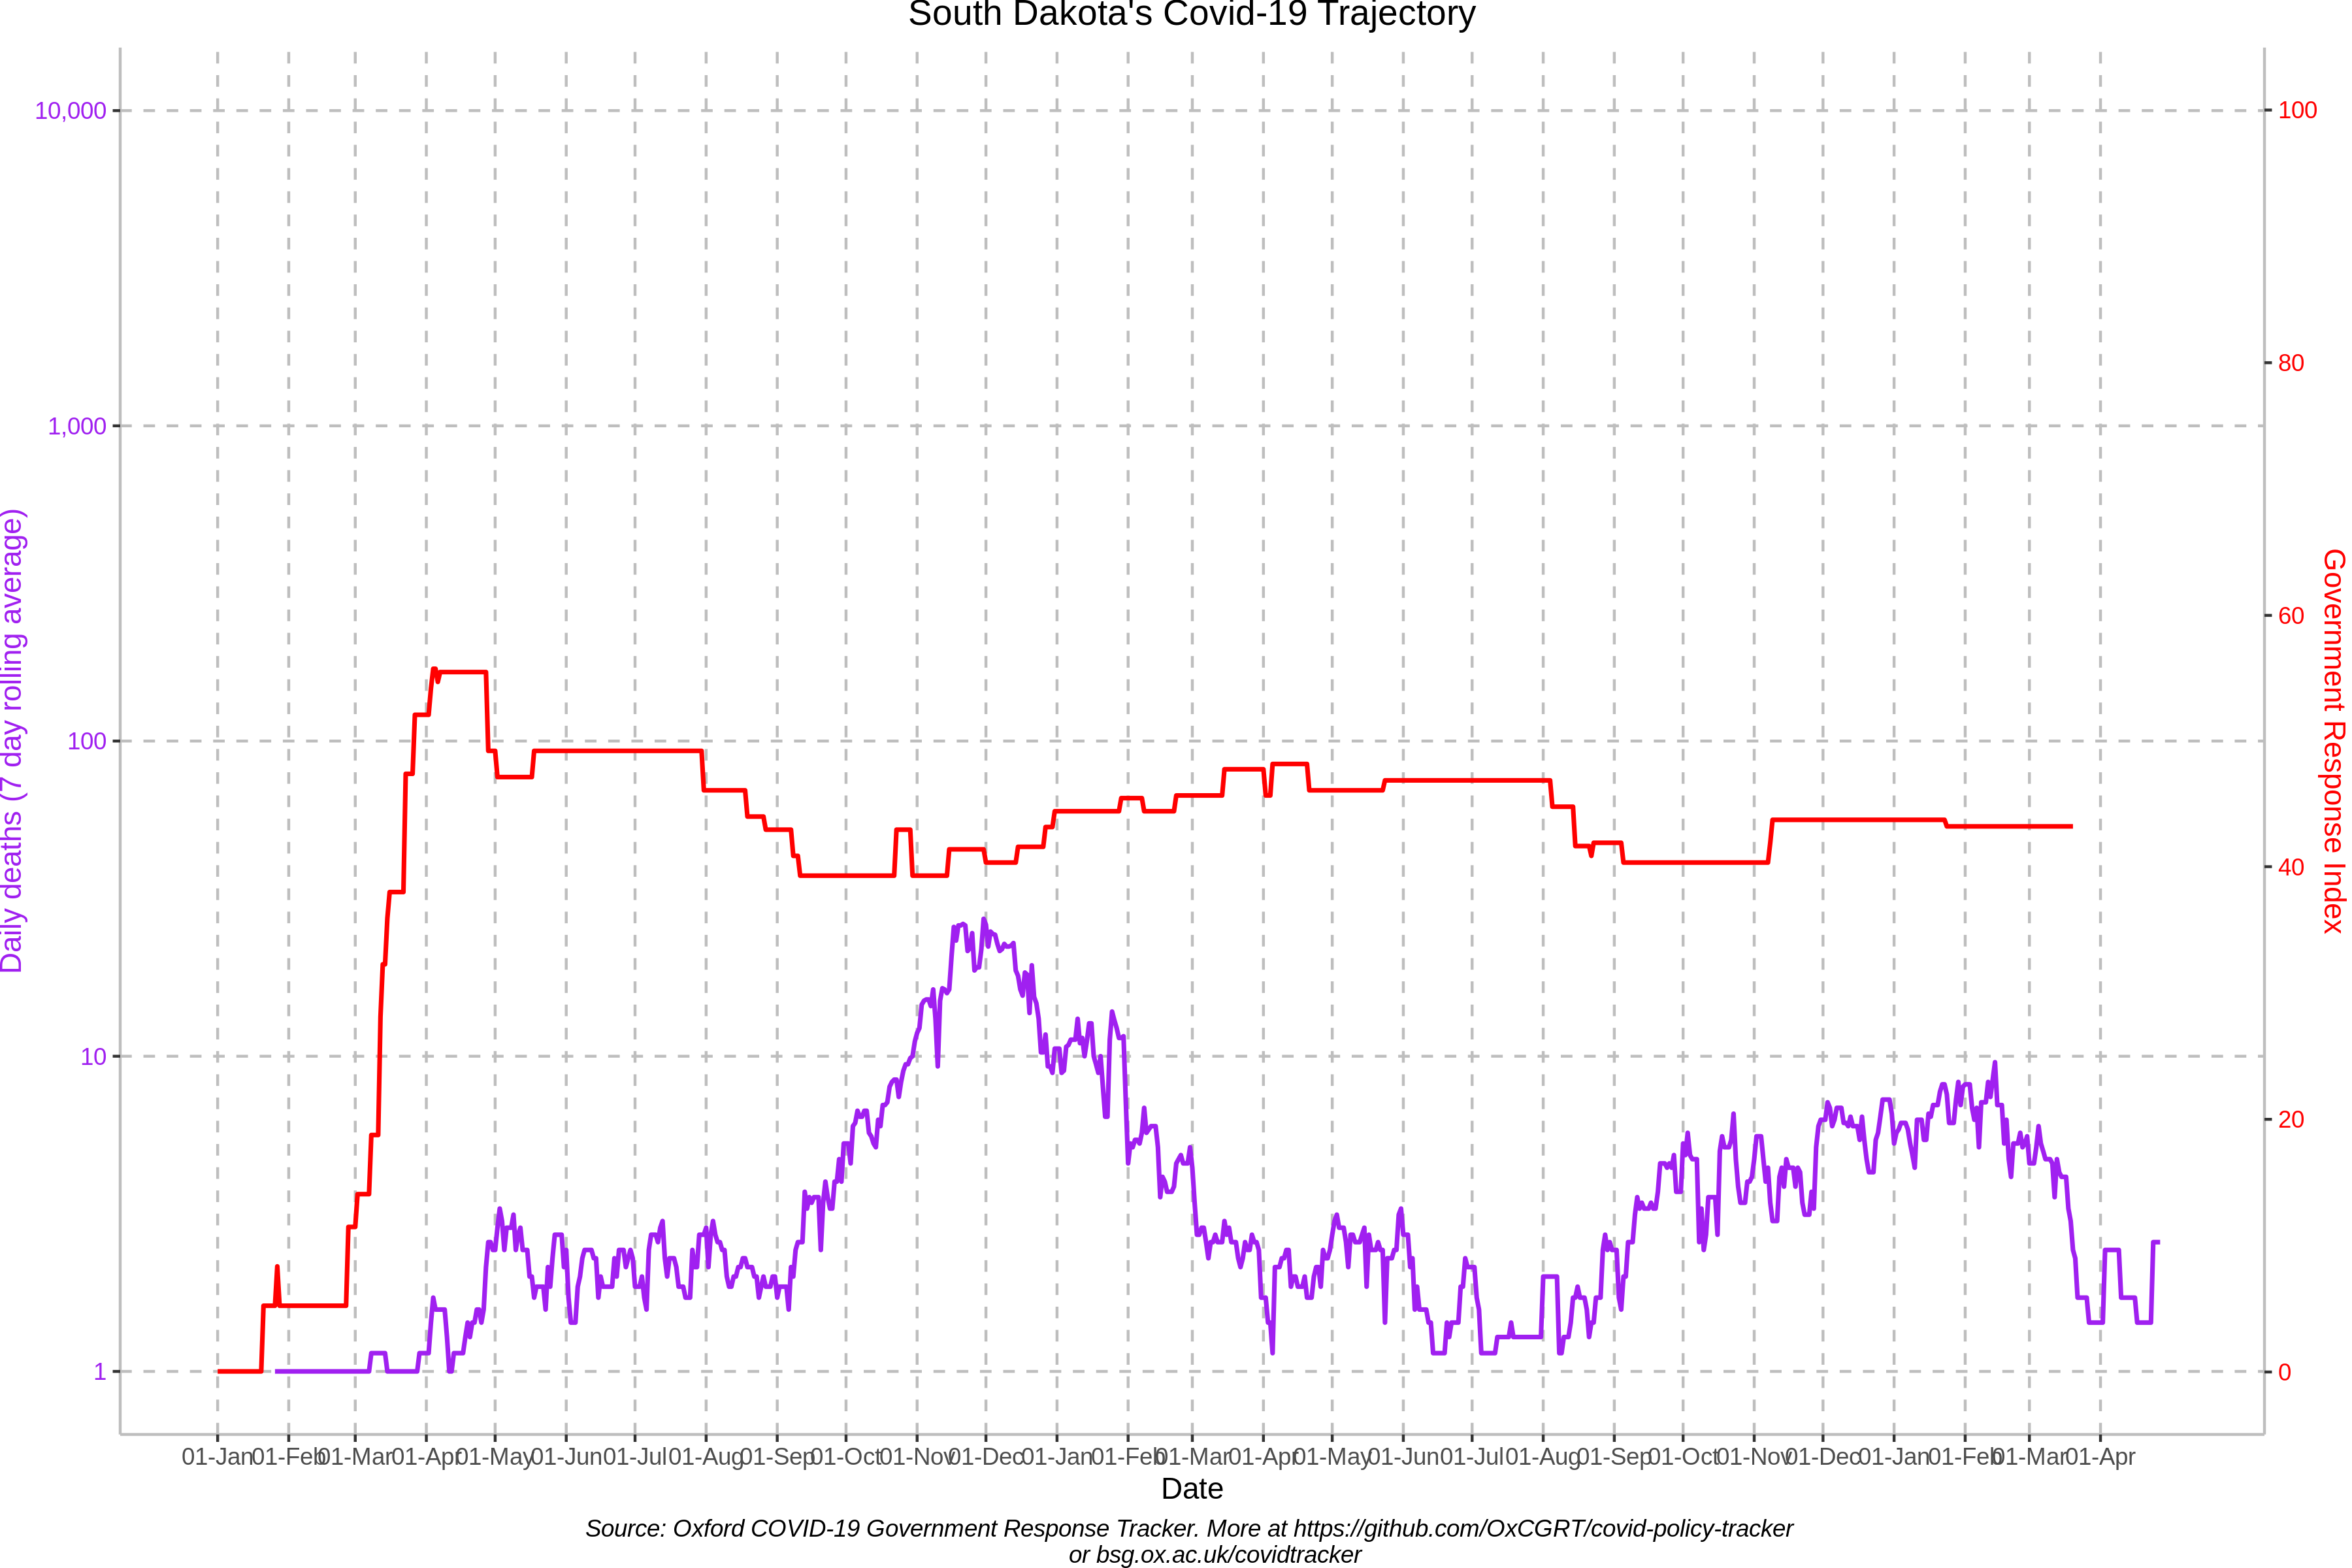 South Dakota's Covid-19 Trajectory
10,000
1,000
100
10
1
Daily deaths (7 day rolling average)
100
80
60
40
20
0
Government Response Index
01-Jan 01-Feb 01-Mar 01-Apr 01-May 01-Jun 01-Jul 01-Aug 01-Sep 01-Oct 01-Nov 01-Dec 01-Jan 01-Feb 01-Mar 01-Apr 01-May 01-Jun 01-Jul 01-Aug 01-Sep 01-Oct 01-Nov 01-Dec 01-Jan 01-Feb 01-Mar 01-Apr
Date
Source: Oxford COVID-19 Government Response Tracker. More at https://github.com/OxCGRT/covid-policy-tracker
or bsg.ox.ac.uk/covidtracker